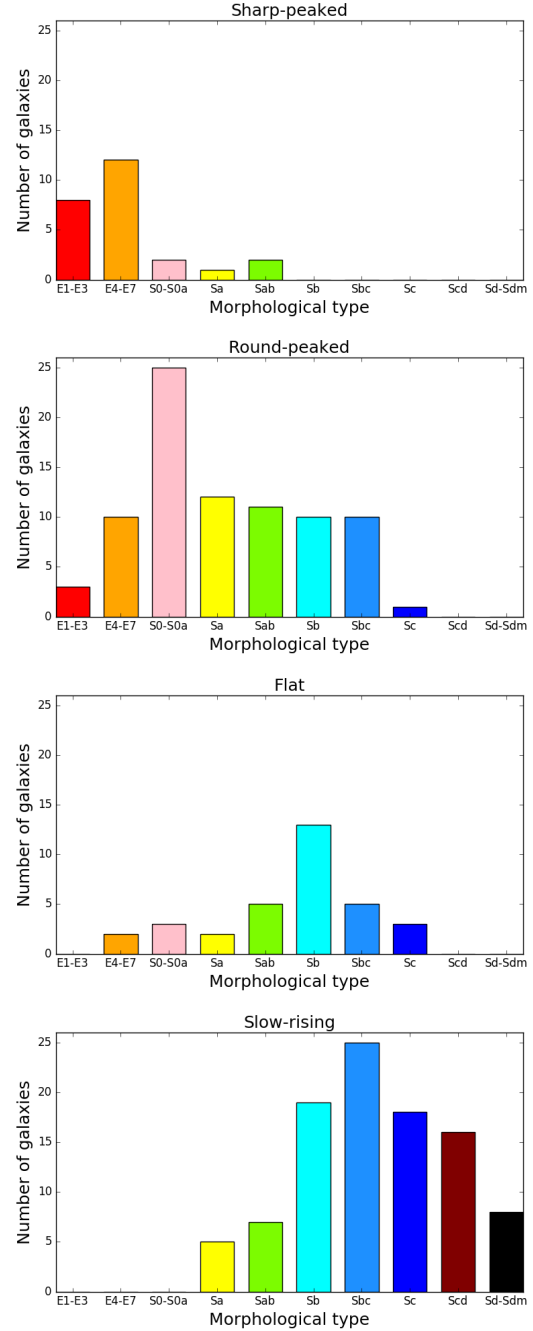 Sharp-peaked
25
20
15
10
5
0
Number of galaxies
E1-E3 E4-E7 S0-S0a Sa Sab Sb Sbc Sc Scd Sd-Sdm
Morphological type
Round-peaked
25
20
15
10
5
0
Number of galaxies
E1-E3 E4-E7 S0-S0a Sa Sab Sb Sbc Sc Scd Sd-Sdm
Morphological type
Flat
25
20
15
10
5
0
Number of galaxies
E1-E3 E4-E7 S0-S0a Sa Sab Sb Sbc Sc Scd Sd-Sdm
Morphological type
Slow-rising
25
20
15
10
5
0
Number of galaxies
E1-E3 E4-E7 S0-S0a Sa Sab Sb Sbc Sc Scd Sd-Sdm
Morphological type